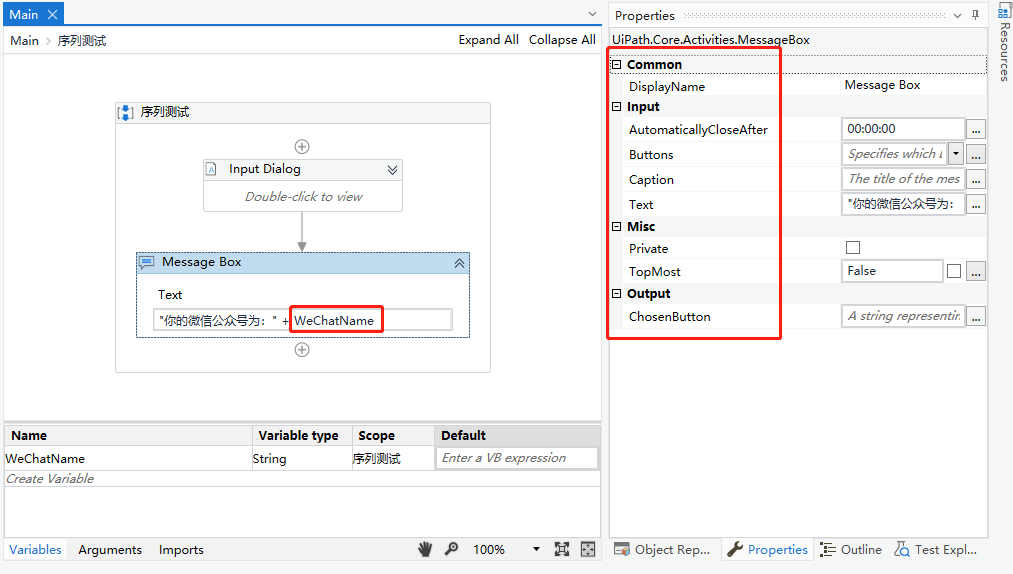 Main
Main > 序列测试
Expand All Collapse All
序列测试
Input Dialog
Double-click to view
Message Box
Text
"你的微信公众号为：" + WeChatName
Name Variable type Scope Default
WeChatName String 序列测试 Enter a VB expression
Create Variable
Variables Arguments Imports 100%
Properties
UiPath.Core.Activities.MessageBox
Common
DisplayName Message Box
Input
AutomaticallyCloseAfter 00:00:00 ...
Buttons Specifies which ...
Caption The title of the mes ...
Text "你的微信公众号为： ...
Misc
Private
TopMost False ...
Output
ChosenButton A string representin ...
Object Rep... Properties Outline Test Expl...
Resources